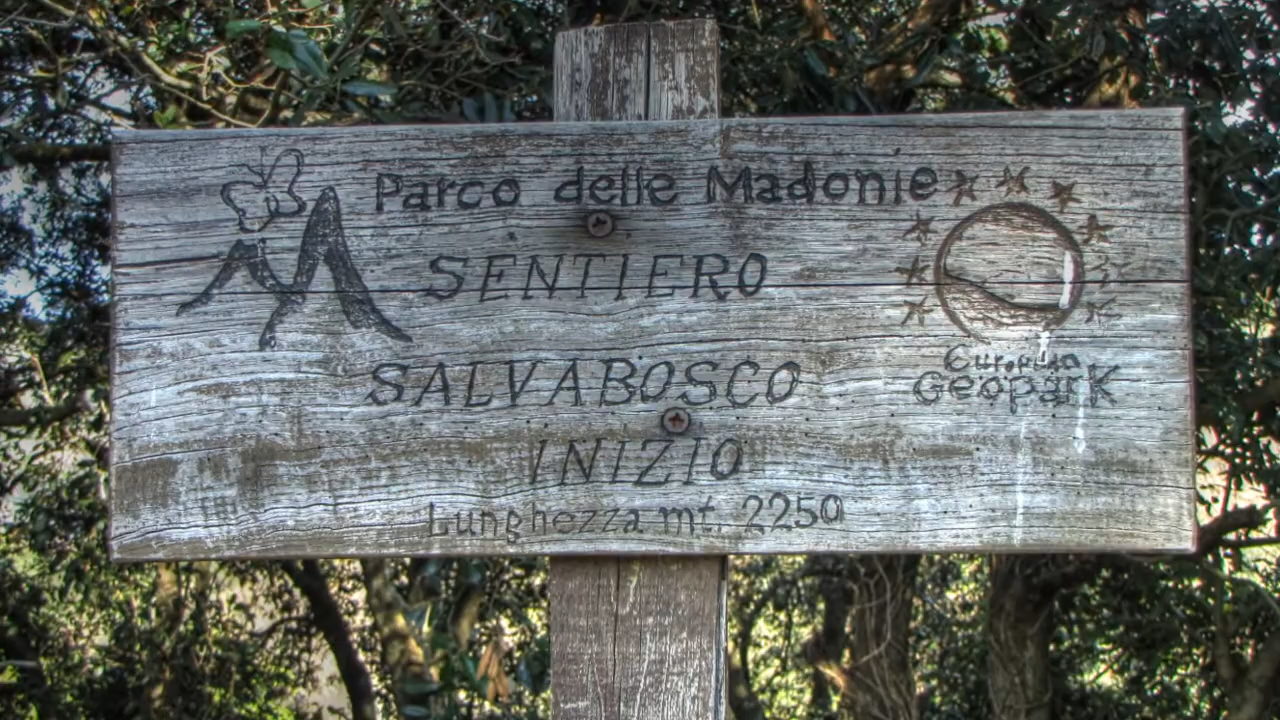 Parco delle Madonie
SENTIERO
SALVABOSCO
INIZIO
Lunghezza mt. 2250
European
Geopark